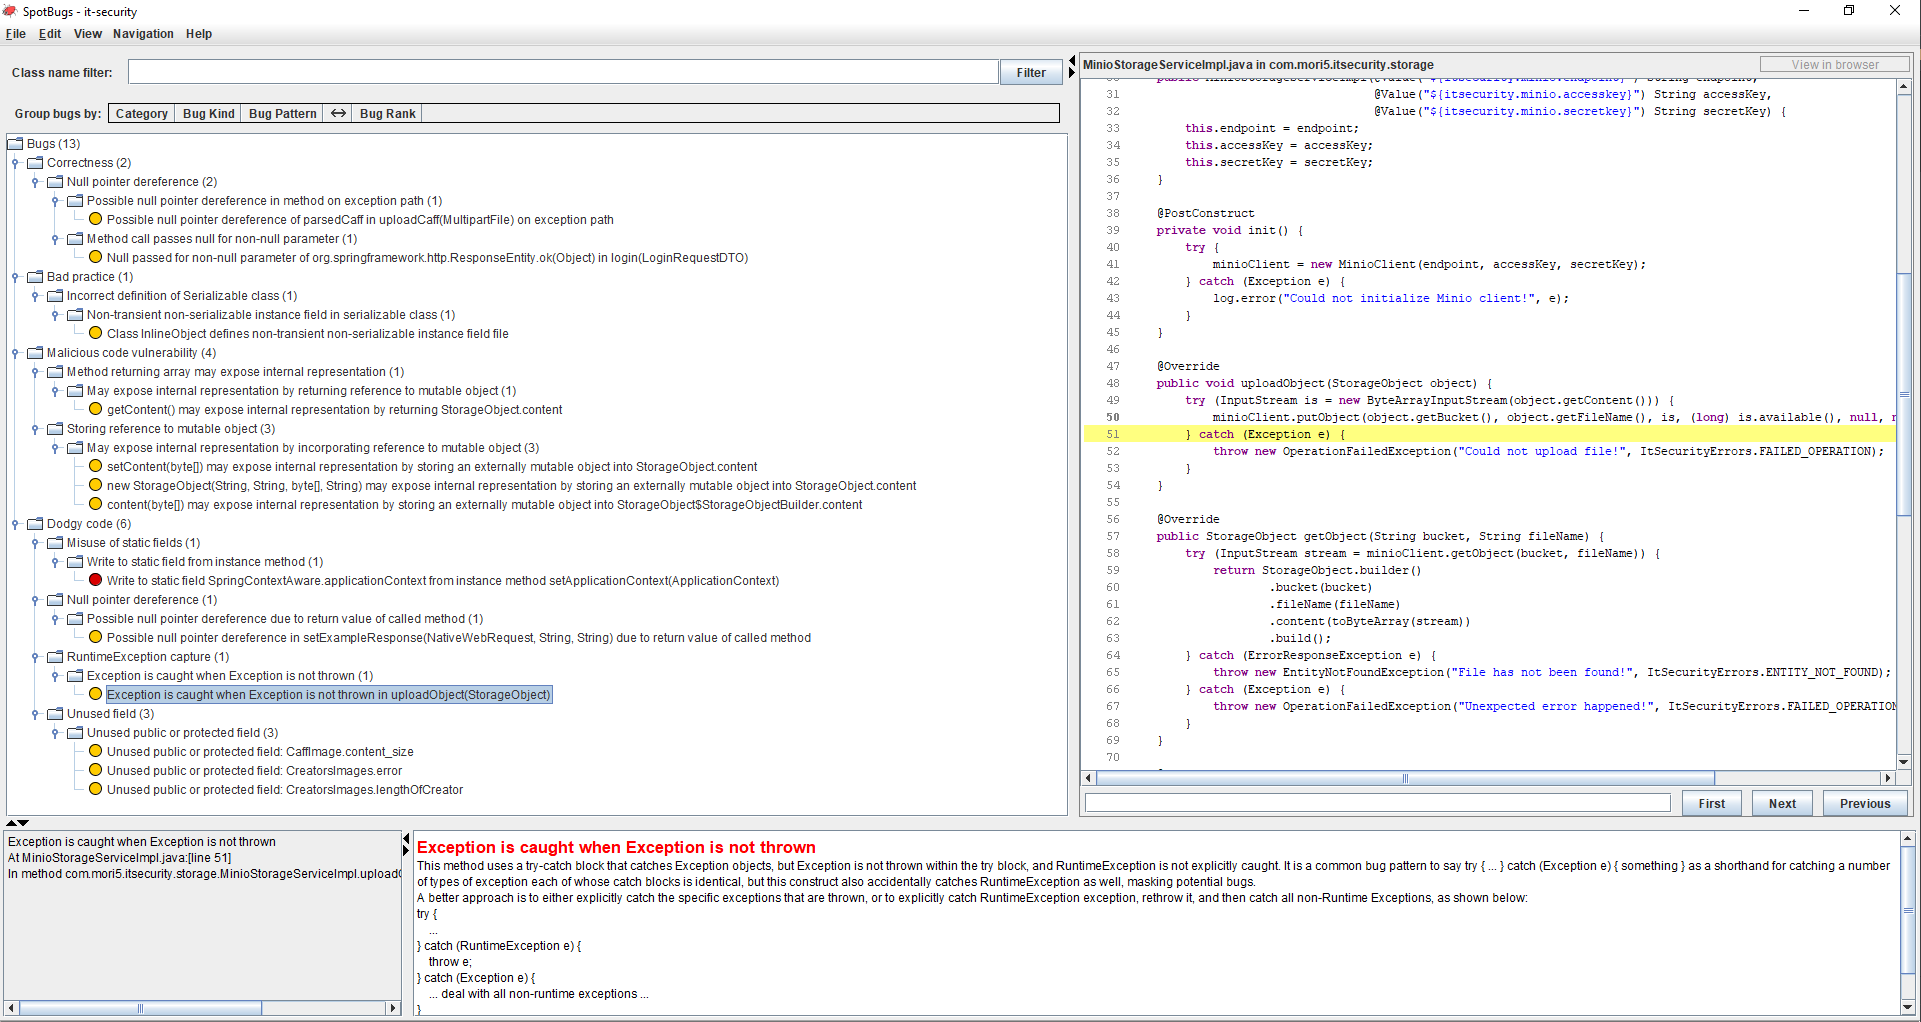 SpotBugs - it-security
File Edit View Navigation Help
Class name filter:
Filter
Group bugs by: Category Bug Kind Bug Pattern ↔ Bug Rank
Bugs (13)
Correctness (2)
Null pointer dereference (2)
Possible null pointer dereference in method on exception path (1)
Possible null pointer dereference of parsedCaff in uploadCaff(MultipartFile) on exception path
Method call passes null for non-null parameter (1)
Null passed for non-null parameter of org.springframework.http.ResponseEntity.ok(Object) in login(LoginRequestDTO)
Bad practice (1)
Incorrect definition of Serializable class (1)
Non-transient non-serializable instance field in serializable class (1)
Class InlineObject defines non-transient non-serializable instance field file
Malicious code vulnerability (4)
Method returning array may expose internal representation (1)
May expose internal representation by returning reference to mutable object (1)
getContent() may expose internal representation by returning StorageObject.content
Storing reference to mutable object (3)
May expose internal representation by incorporating reference to mutable object (3)
setContent(byte[]) may expose internal representation by storing an externally mutable object into StorageObject.content
new StorageObject(String, String, byte[], String) may expose internal representation by storing an externally mutable object into StorageObject.content
content(byte[]) may expose internal representation by storing an externally mutable object into StorageObject$StorageObjectBuilder.content
Dodgy code (6)
Misuse of static fields (1)
Write to static field from instance method (1)
Write to static field SpringContextAware.applicationContext from instance method setApplicationContext(ApplicationContext)
Null pointer dereference (1)
Possible null pointer dereference due to return value of called method (1)
Possible null pointer dereference in setExampleResponse(NativeWebRequest, String, String) due to return value of called method
RuntimeException capture (1)
Exception is caught when Exception is not thrown (1)
Exception is caught when Exception is not thrown in uploadObject(StorageObject)
Unused field (3)
Unused public or protected field (3)
Unused public or protected field: CaffImage.content_size
Unused public or protected field: CreatorsImages.error
Unused public or protected field: CreatorsImages.lengthOfCreator
MinioStorageServiceImpl.java in com.mori5.itsecurity.storage
View in browser
31 @Value("${itsecurity.minio.accesskey}") String accessKey,
32 @Value("${itsecurity.minio.secretkey}") String secretKey) {
33 this.endpoint = endpoint;
34 this.accessKey = accessKey;
35 this.secretKey = secretKey;
36 }
37
38 @PostConstruct
39 private void init() {
40 try {
41 minioClient = new MinioClient(endpoint, accessKey, secretKey);
42 } catch (Exception e) {
43 log.error("Could not initialize Minio client!", e);
44 }
45 }
46
47 @Override
48 public void uploadObject(StorageObject object) {
49 try (InputStream is = new ByteArrayInputStream(object.getContent())) {
50 minioClient.putObject(object.getBucket(), object.getFileName(), is, (long) is.available(), null,
51 } catch (Exception e) {
52 throw new OperationFailedException("Could not upload file!", ItSecurityErrors.FAILED_OPERATION);
53 }
54 }
55
56 @Override
57 public StorageObject getObject(String bucket, String fileName) {
58 try (InputStream stream = minioClient.getObject(bucket, fileName)) {
59 return StorageObject.builder()
60 .bucket(bucket)
61 .fileName(fileName)
62 .content(toByteArray(stream))
63 .build();
64 } catch (ErrorResponseException e) {
65 throw new EntityNotFoundException("File has not been found!", ItSecurityErrors.ENTITY_NOT_FOUND);
66 } catch (Exception e) {
67 throw new OperationFailedException("Unexpected error happened!", ItSecurityErrors.FAILED_OPERATION
68 }
69 }
70
First Next Previous
Exception is caught when Exception is not thrown
At MinioStorageServiceImpl.java:[line 51]
In method com.mori5.itsecurity.storage.MinioStorageServiceImpl.upload
Exception is caught when Exception is not thrown
This method uses a try-catch block that catches Exception objects, but Exception is not thrown within the try block, and RuntimeException is not explicitly caught. It is a common bug pattern to say try { ... } catch (Exception e) { something } as a shorthand for catching a number
of types of exception each of whose catch blocks is identical, but this construct also accidentally catches RuntimeException as well, masking potential bugs.
A better approach is to either explicitly catch the specific exceptions that are thrown, or to explicitly catch RuntimeException exception, rethrow it, and then catch all non-Runtime Exceptions, as shown below:
try {
...
} catch (RuntimeException e) {
throw e;
} catch (Exception e) {
... deal with all non-runtime exceptions ...
}